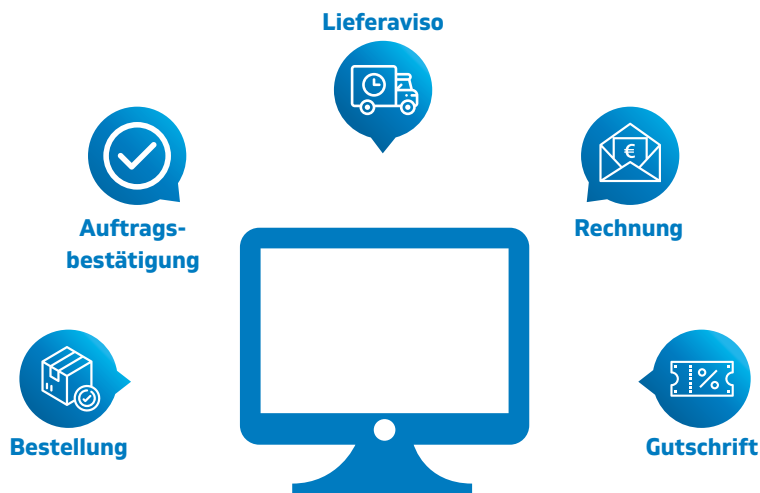 Lieferaviso
€
Auftrags-
bestätigung
Rechnung
%
Bestellung
Gutschrift